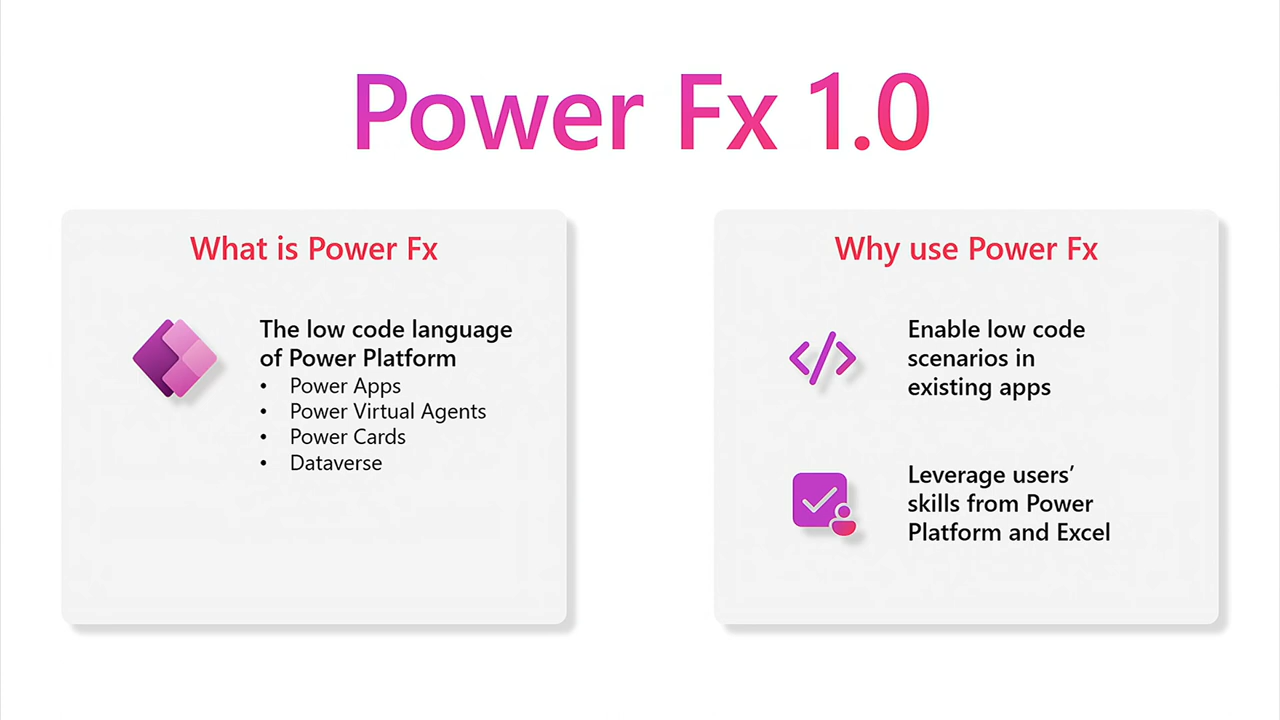 Power Fx 1.0
What is Power Fx
The low code language
of Power Platform
• Power Apps
• Power Virtual Agents
• Power Cards
• Dataverse
Why use Power Fx
Enable low code
scenarios in
existing apps
Leverage users’
skills from Power
Platform and Excel